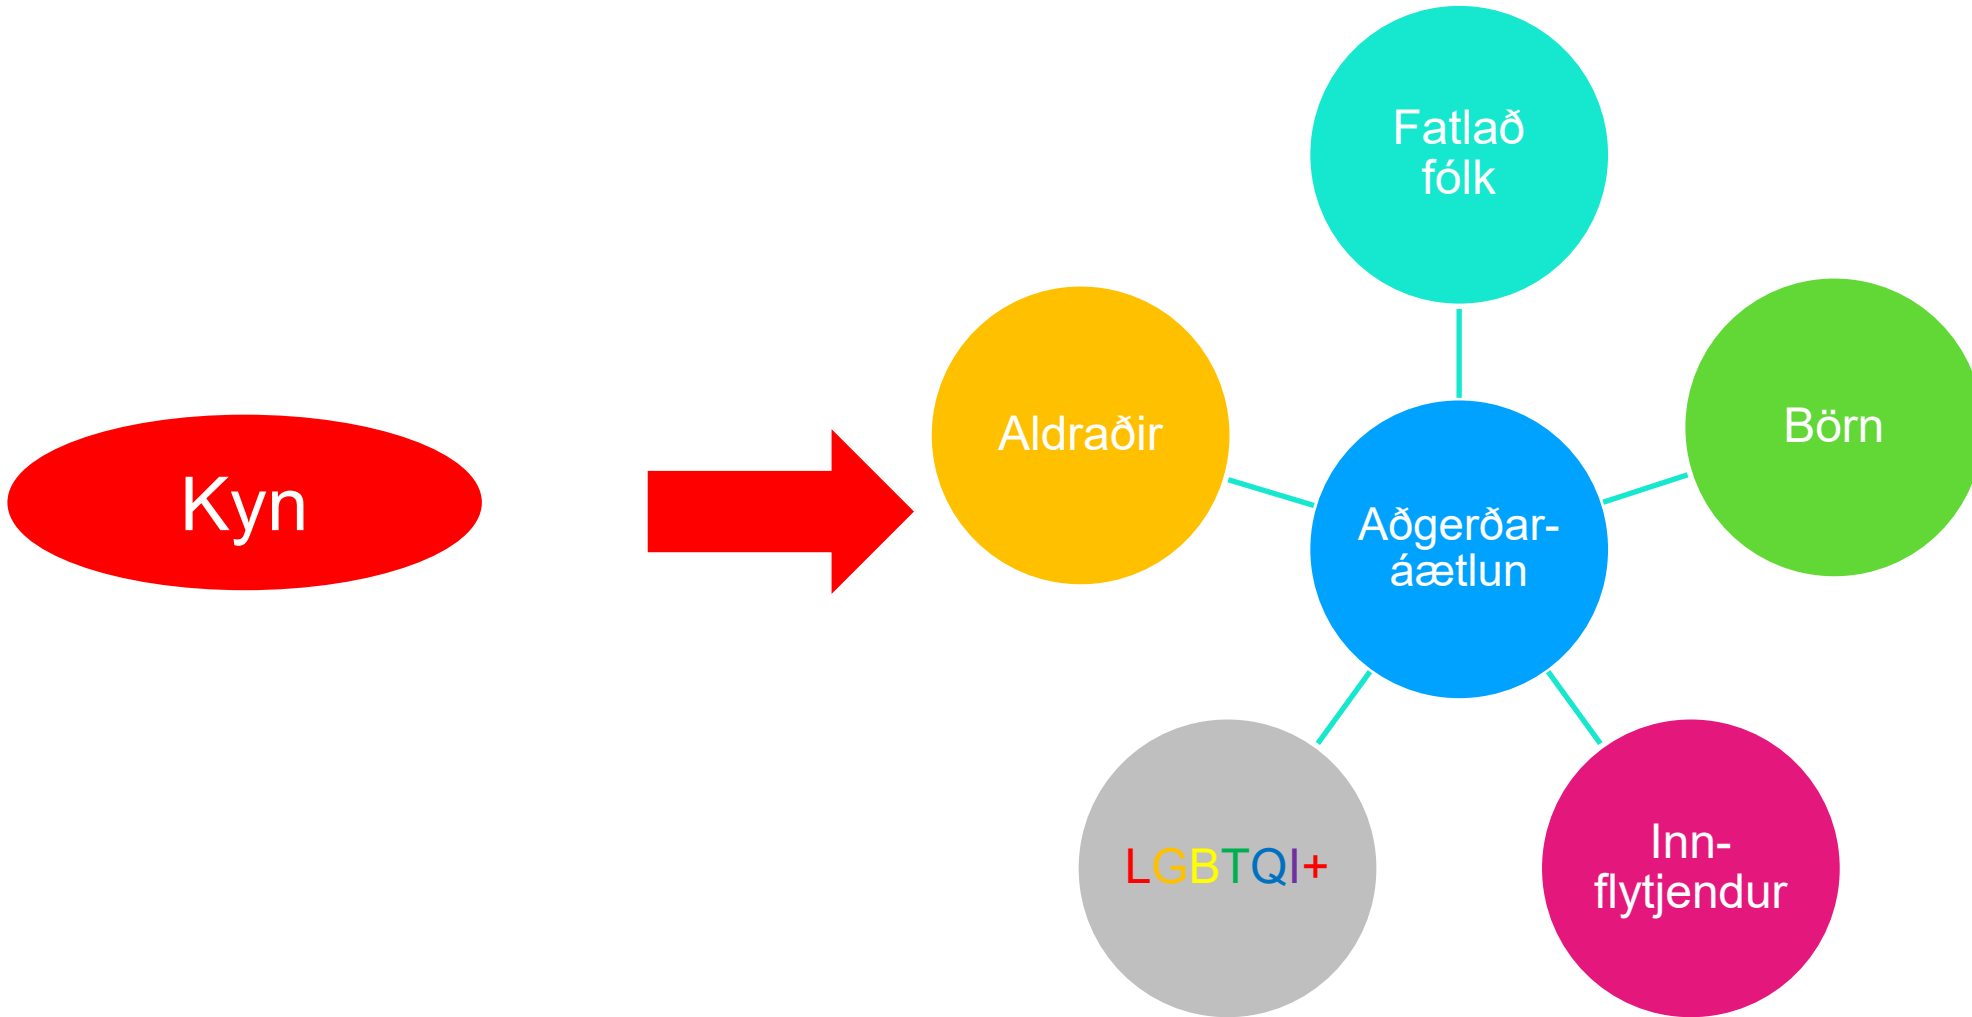 Kyn
Fatlað
fólk
Aldraðir
Börn
Aðgerðar-
áætlun
LGBTQI+
Inn-
flytjendur